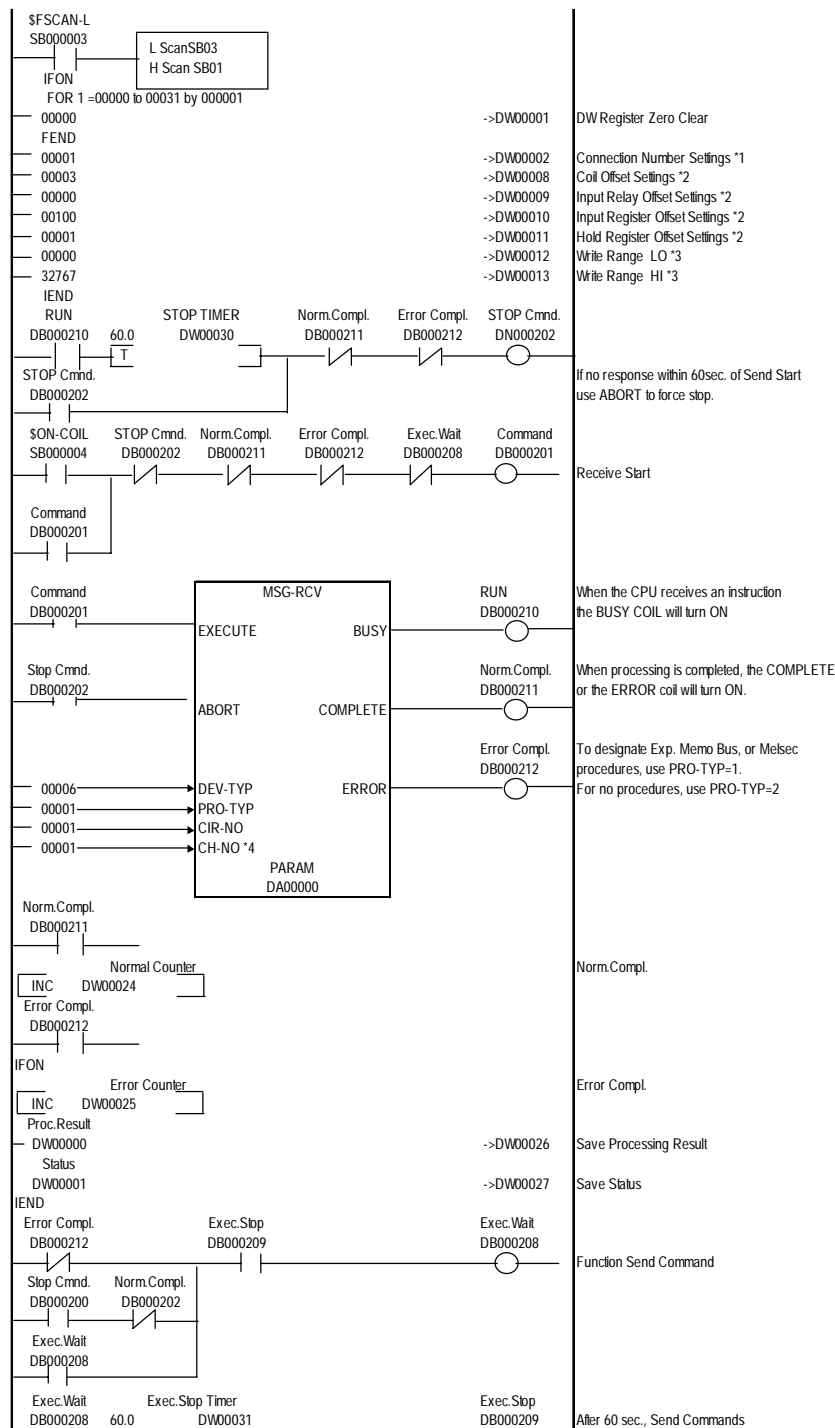 $FSCAN-L
SB000003
L ScanSB03
H Scan SB01
IFON
FOR 1 =00000 to 00031 by 000001
00000 ->DW00001 DW Register Zero Clear
FEND
00001 ->DW00002 Connection Number Settings *1
00003 ->DW00008 Coil Offset Settings *2
00000 ->DW00009 Input Relay Offset Settings *2
00100 ->DW00010 Input Register Offset Settings *2
00001 ->DW00011 Hold Register Offset Settings *2
00000 ->DW00012 Write Range LO *3
32767 ->DW00013 Write Range HI *3
IEND
RUN STOP TIMER Norm.Compl. Error Compl. STOP Cmnd.
DB000210 60.0 DW00030 DB000211 DB000212 DN000202
T
STOP Cmnd. If no response within 60sec. of Send Start
DB000202 use ABORT to force stop.
$ON-COIL STOP Cmnd. Norm.Compl. Error Compl. Exec.Wait Command
SB000004 DB000202 DB000211 DB000212 DB000208 DB000201
Receive Start
Command
DB000201
Command MSG-RCV RUN When the CPU receives an instruction
DB000201 DB000210 the BUSY COIL will turn ON
EXECUTE BUSY
Stop Cmnd. Norm.Compl. When processing is completed, the COMPLETE
DB000202 DB000211 or the ERROR coil will turn ON.
ABORT COMPLETE
Error Compl. To designate Exp. Memo Bus, or Melsec
DB000212 procedures, use PRO-TYP=1.
00006 DEV-TYP ERROR For no procedures, use PRO-TYP=2
00001 PRO-TYP
00001 CIR-NO
00001 CH-NO *4
PARAM
DA00000
Norm.Compl.
DB000211
Normal Counter Norm.Compl.
INC DW00024
Error Compl.
DB000212
IFON
Error Counter Error Compl.
INC DW00025
Proc.Result
DW00000 ->DW00026 Save Processing Result
Status
DW00001 ->DW00027 Save Status
IEND
Error Compl. Exec.Stop Exec.Wait
DB000212 DB000209 DB000208
Function Send Command
Stop Cmnd. Norm.Compl.
DB000200 DB000202
Exec.Wait
DB000208
Exec.Wait Exec.Stop Timer Exec.Stop
DB000208 60.0 DW00031 DB000209 After 60 sec., Send Commands